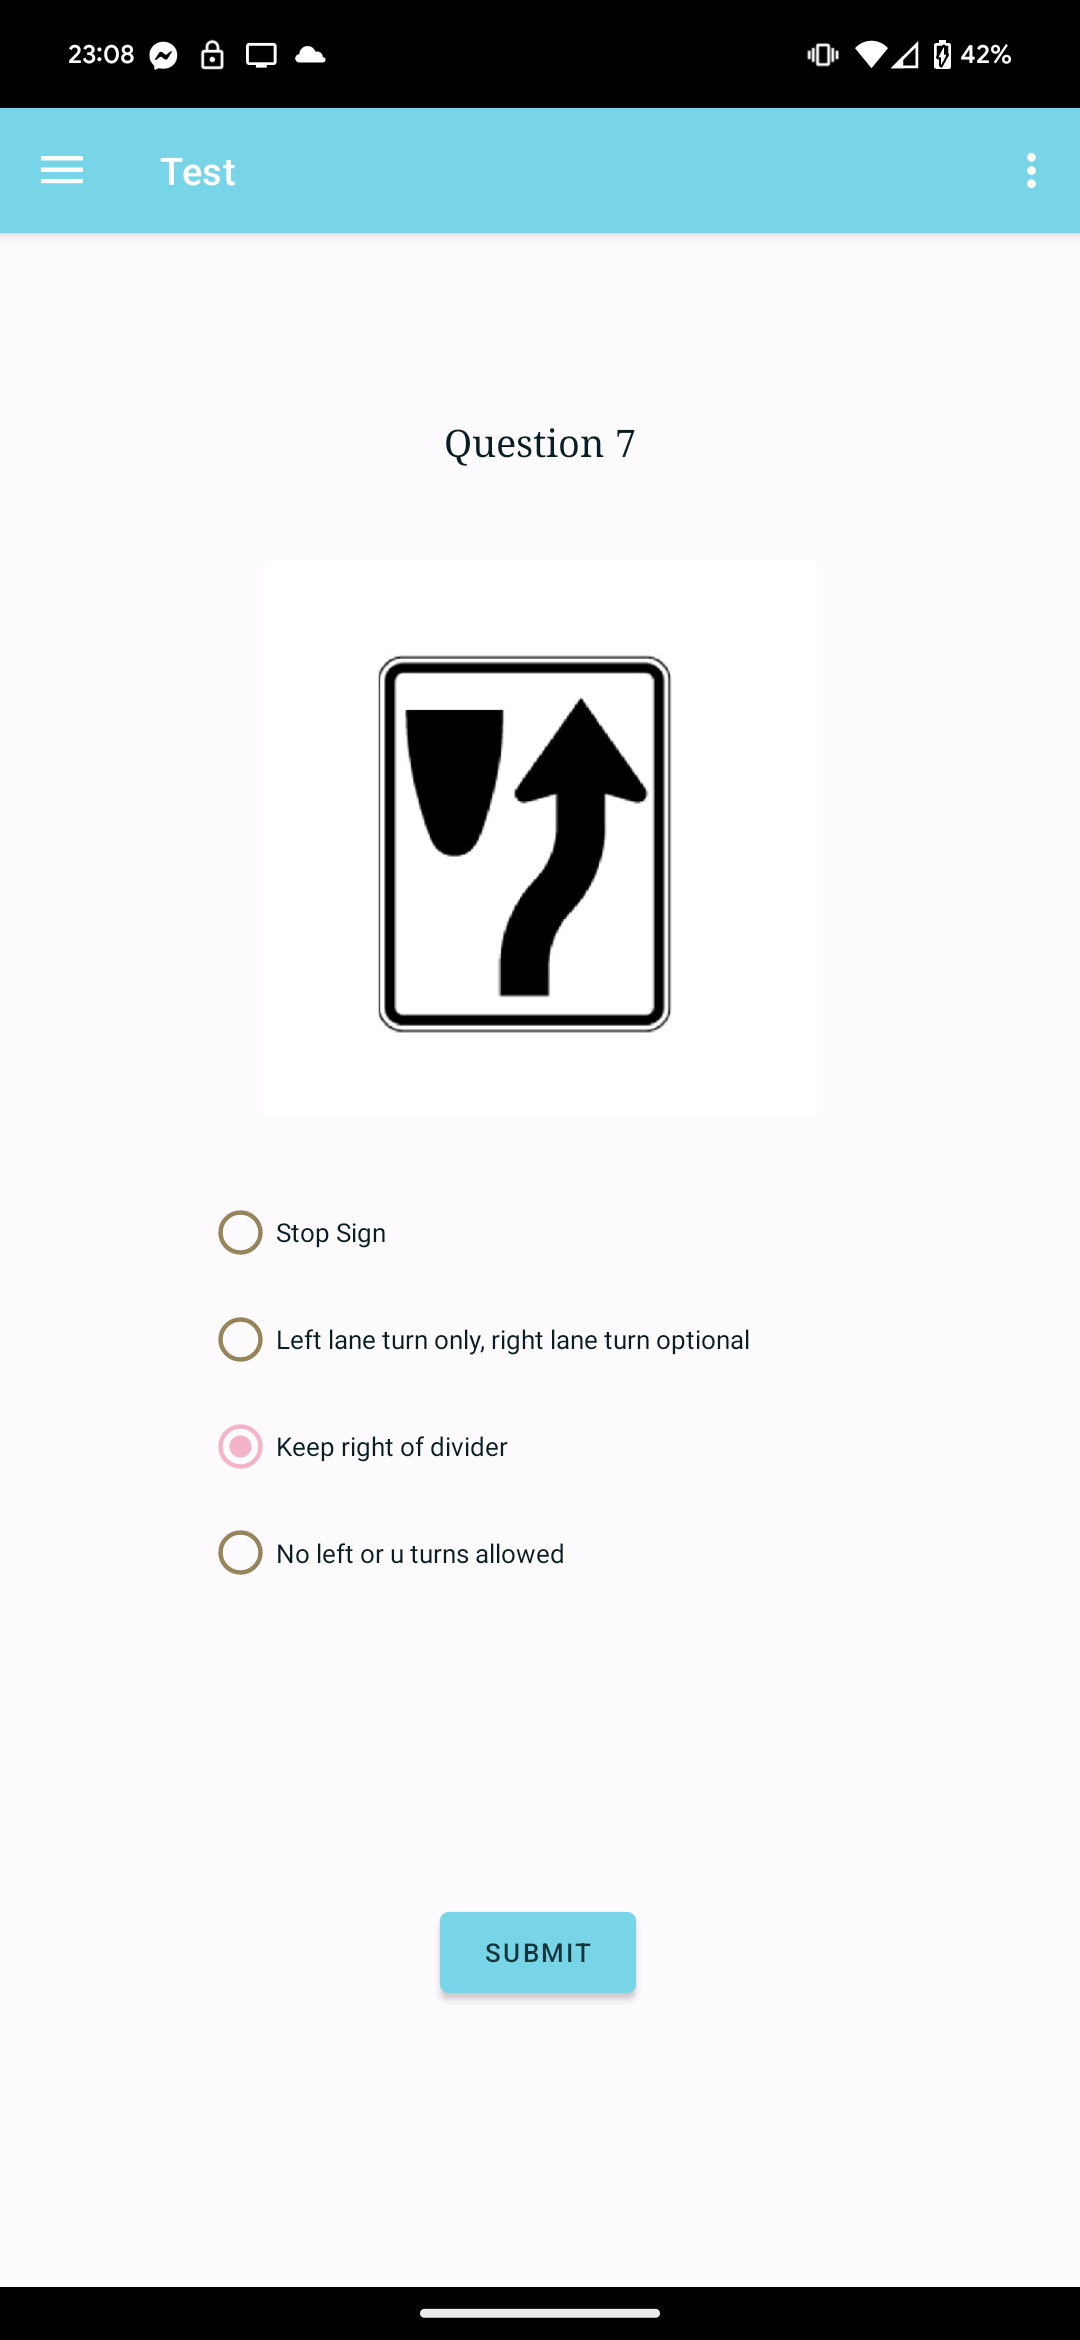 23:08 42%
Test
Question 7
Stop Sign
Left lane turn only, right lane turn optional
Keep right of divider
No left or u turns allowed
SUBMIT